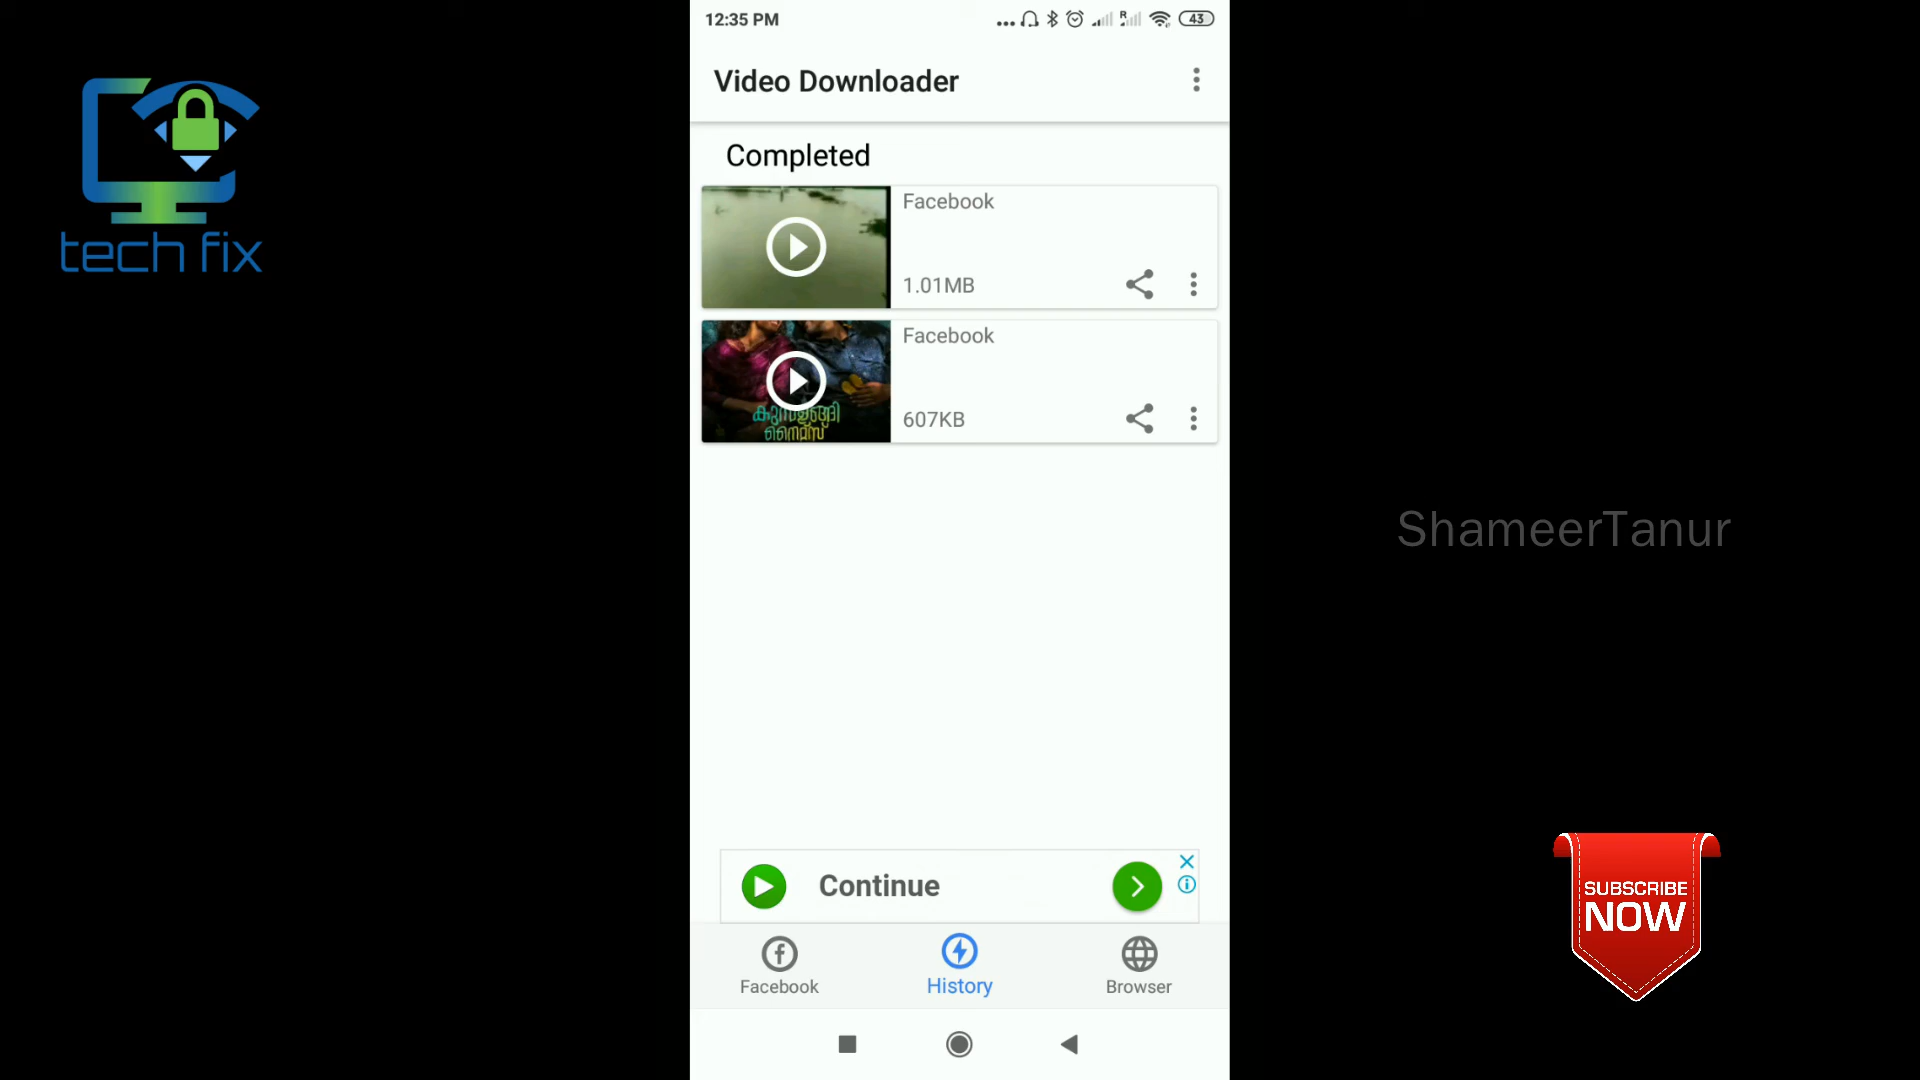 12:35 PM
R
43
Video Downloader
Completed
Facebook
1.01MB
Facebook
കുമ്പളങ്ങി
നൈറ്റ്സ്
607KB
Continue
Facebook
History
Browser
tech fix
ShameerTanur
SUBSCRIBE
NOW